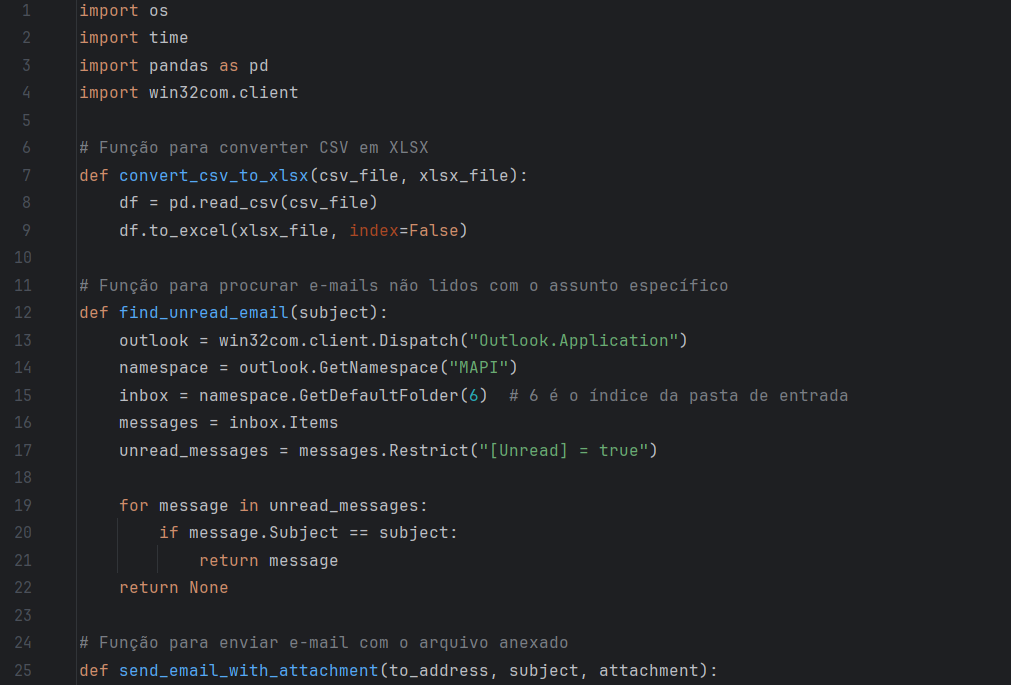 1 import os
2 import time
3 import pandas as pd
4 import win32com.client
5
6 # Função para converter CSV em XLSX
7 def convert_csv_to_xlsx(csv_file, xlsx_file):
8     df = pd.read_csv(csv_file)
9     df.to_excel(xlsx_file, index=False)
10
11 # Função para procurar e-mails não lidos com o assunto específico
12 def find_unread_email(subject):
13     outlook = win32com.client.Dispatch("Outlook.Application")
14     namespace = outlook.GetNamespace("MAPI")
15     inbox = namespace.GetDefaultFolder(6)  # 6 é o índice da pasta de entrada
16     messages = inbox.Items
17     unread_messages = messages.Restrict("[Unread] = true")
18
19     for message in unread_messages:
20         if message.Subject == subject:
21             return message
22     return None
23
24 # Função para enviar e-mail com o arquivo anexado
25 def send_email_with_attachment(to_address, subject, attachment):